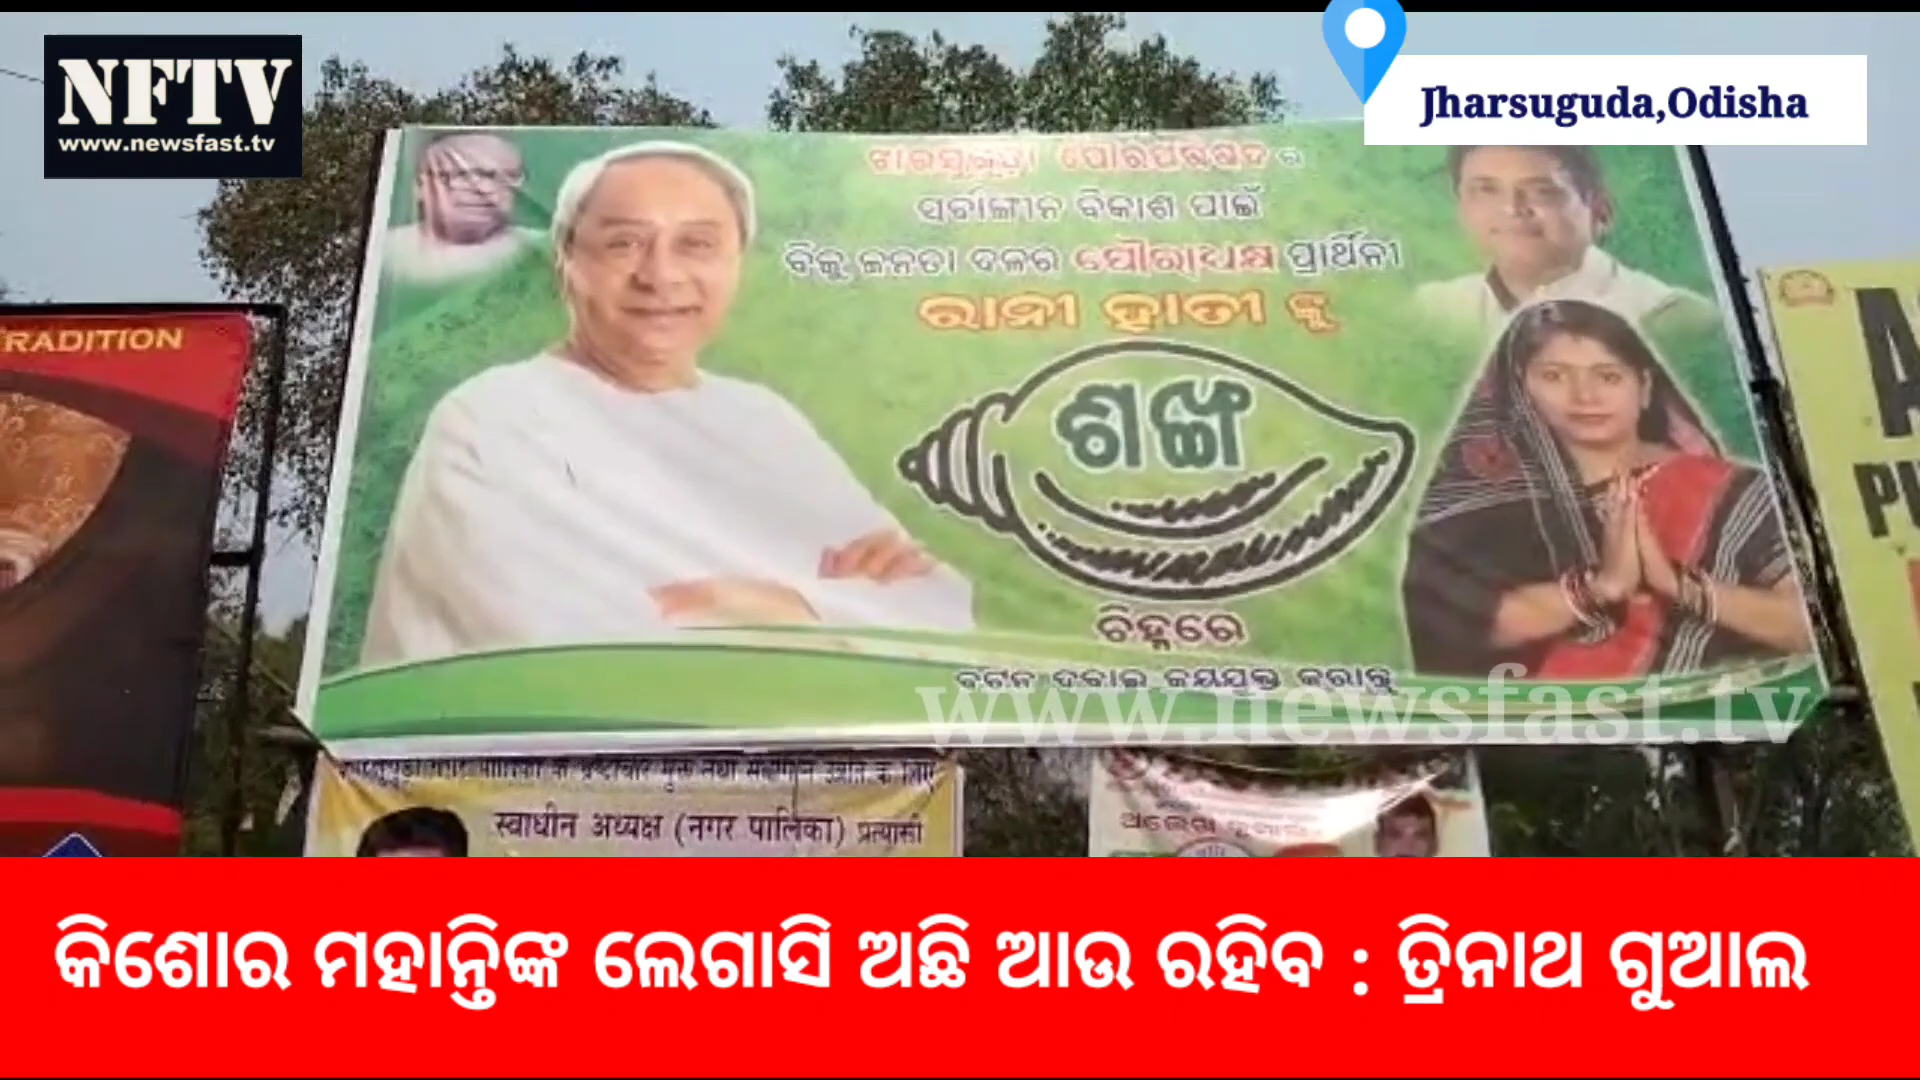 NFTV
www.newsfast.tv
Jharsuguda,Odisha
RADITION
ଝାରସୁଗୁଡ଼ା ପୌରପରିଷଦ ର
ସର୍ବାଙ୍ଗୀନ ବିକାଶ ପାଇଁ
ବିଜୁ ଜନତା ଦଳର ପୌରାଧ୍ୟକ୍ଷ ପ୍ରାର୍ଥିନୀ
ରାନୀ ହାତୀ ଙ୍କୁ
ଶଙ୍ଖ
ଚିହ୍ନରେ
ବଟନ ଦବାଇ ଜୟଯୁକ୍ତ କରାନ୍ତୁ
www.newsfast.tv
स्वाधीन अध्यक्ष (नगर पालिका) प्रत्याशी
କିଶୋର ମହାନ୍ତିଙ୍କ ଲେଗାସି ଅଛି ଆଉ ରହିବ : ତ୍ରିନାଥ ଗୁଆଲ